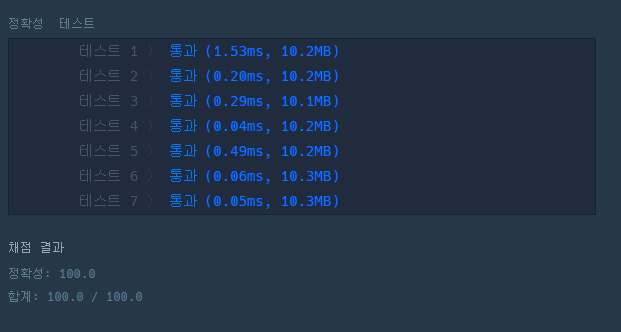 정확성  테스트
테스트 1 〉 통과 (1.53ms, 10.2MB)
테스트 2 〉 통과 (0.20ms, 10.2MB)
테스트 3 〉 통과 (0.29ms, 10.1MB)
테스트 4 〉 통과 (0.04ms, 10.2MB)
테스트 5 〉 통과 (0.49ms, 10.2MB)
테스트 6 〉 통과 (0.06ms, 10.3MB)
테스트 7 〉 통과 (0.05ms, 10.3MB)
채점 결과
정확성: 100.0
합계: 100.0 / 100.0